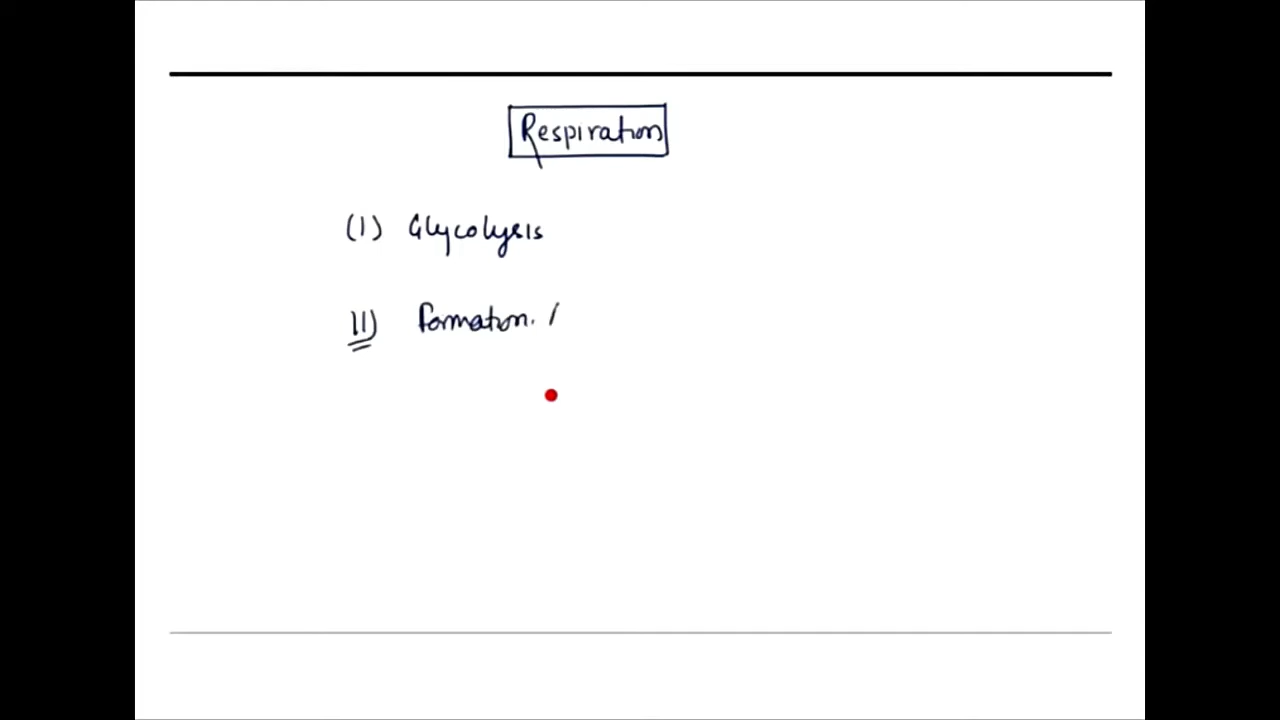 Respiration
(I) Glycolysis
II) Formation.